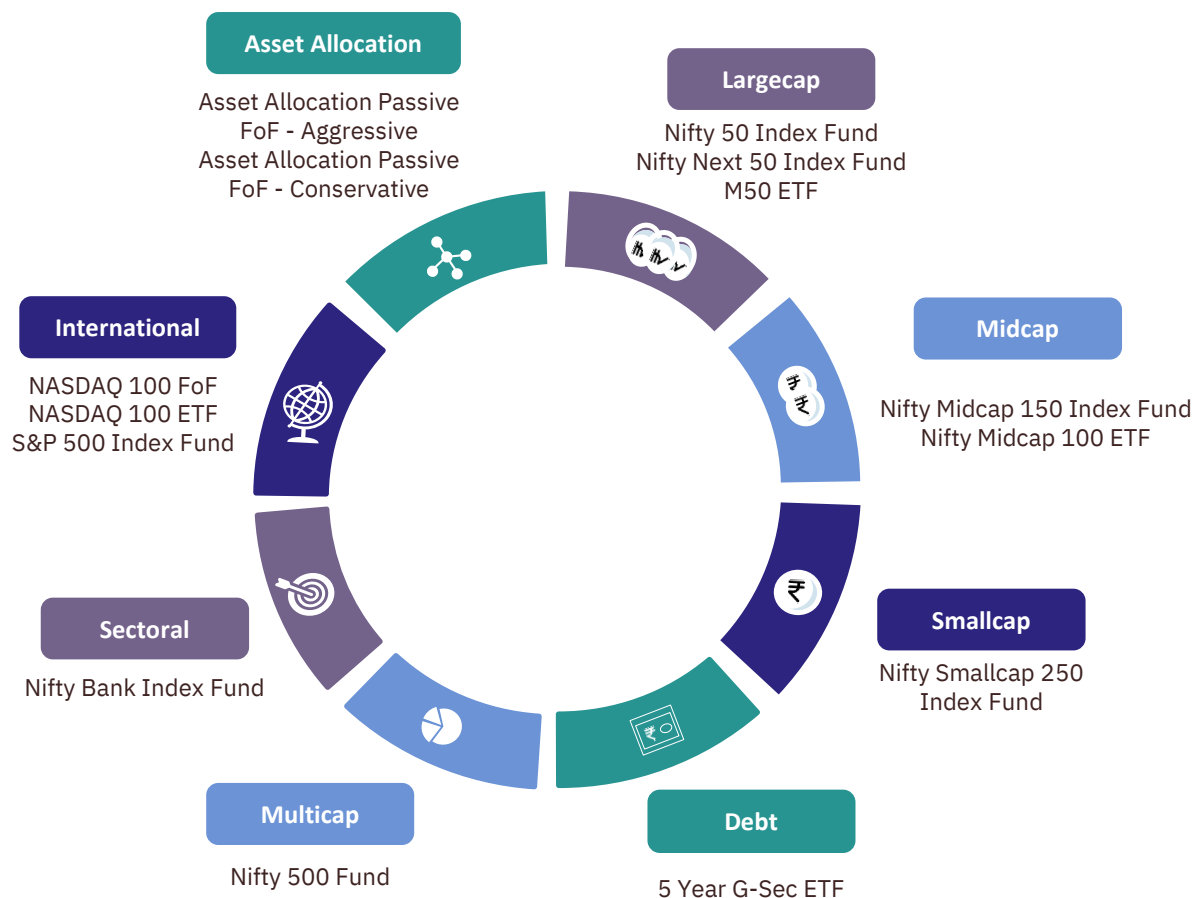 Asset Allocation
Asset Allocation Passive
FoF - Aggressive
Asset Allocation Passive
FoF - Conservative
Largecap
Nifty 50 Index Fund
Nifty Next 50 Index Fund
M50 ETF
Midcap
Nifty Midcap 150 Index Fund
Nifty Midcap 100 ETF
Smallcap
Nifty Smallcap 250
Index Fund
Debt
5 Year G-Sec ETF
Multicap
Nifty 500 Fund
Sectoral
Nifty Bank Index Fund
International
NASDAQ 100 FoF
NASDAQ 100 ETF
S&P 500 Index Fund